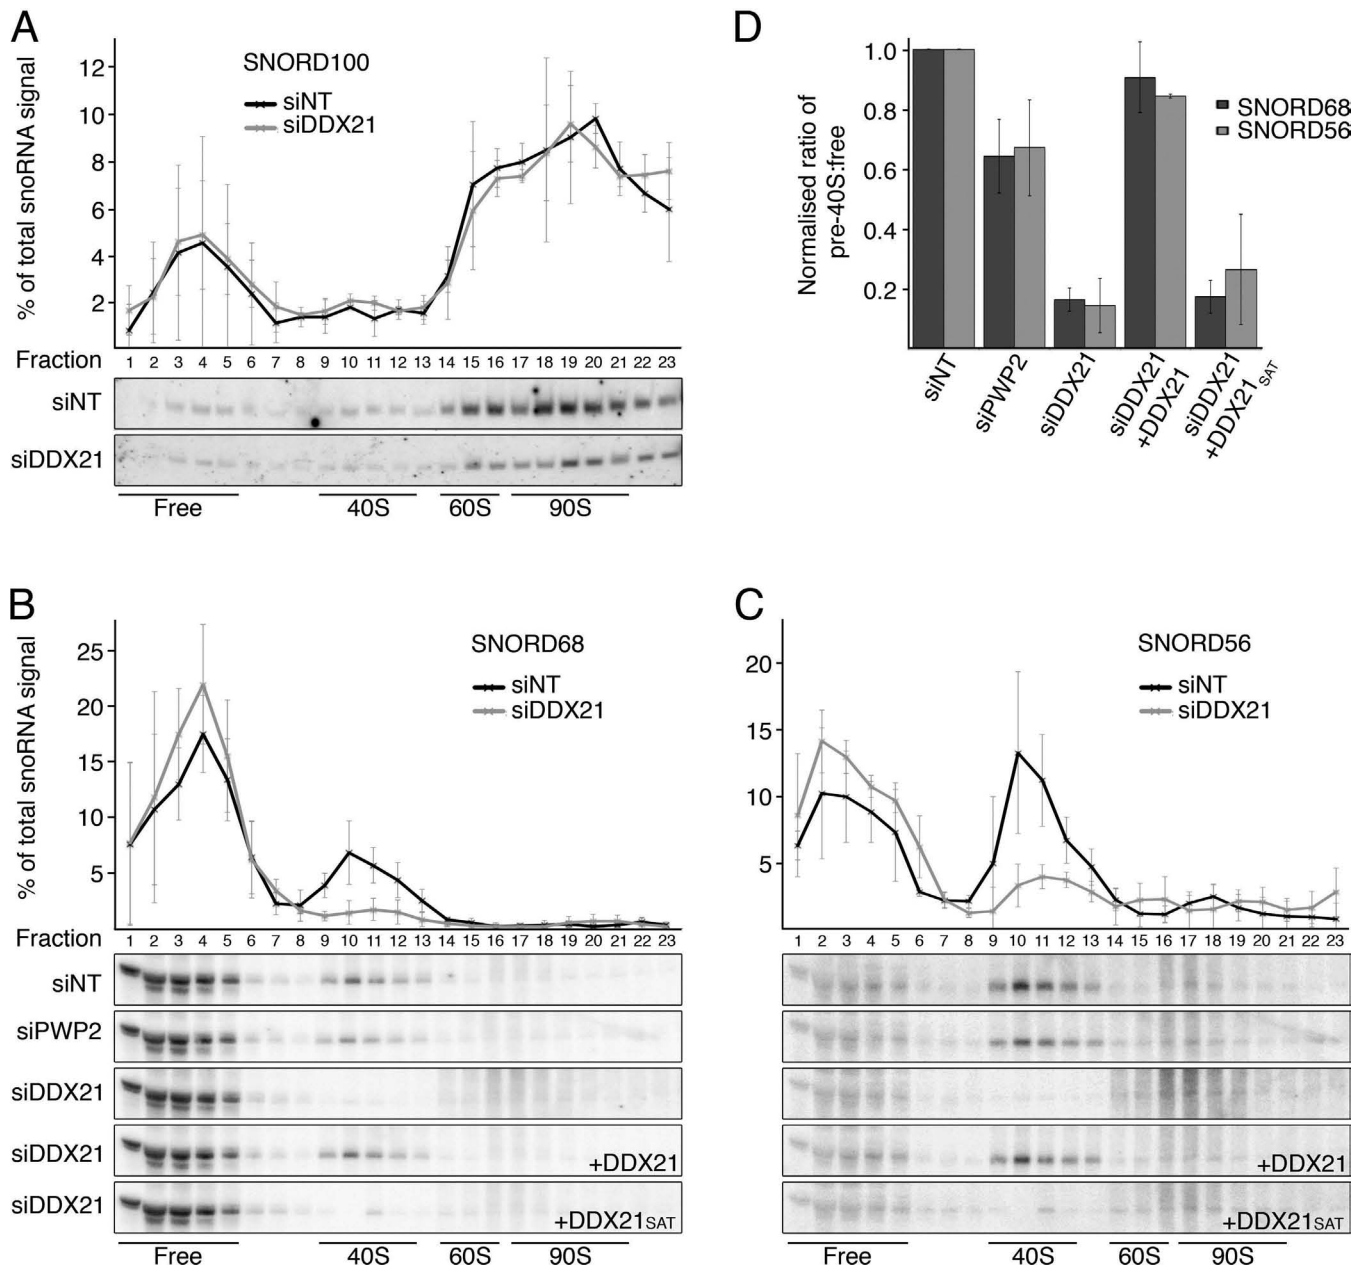 A
% of total snoRNA signal
SNORD100
siNT
siDDX21
12
10
8
6
4
2
Fraction
1 2 3 4 5 6 7 8 9 10 11 12 13 14 15 16 17 18 19 20 21 22 23
siNT
siDDX21
Free 40S 60S 90S
D
Normalised ratio of
pre-40S:free
1.0
0.8
0.6
0.4
0.2
SNORD68
SNORD56
siNT
siPWP2
siDDX21
siDDX21
+DDX21
siDDX21
+DDX21SAT
B
% of total snoRNA signal
SNORD68
siNT
siDDX21
25
20
15
10
5
Fraction
1 2 3 4 5 6 7 8 9 10 11 12 13 14 15 16 17 18 19 20 21 22 23
siNT
siPWP2
siDDX21
siDDX21 +DDX21
siDDX21 +DDX21SAT
Free 40S 60S 90S
C
SNORD56
siNT
siDDX21
20
15
10
5
1 2 3 4 5 6 7 8 9 10 11 12 13 14 15 16 17 18 19 20 21 22 23
+DDX21
+DDX21SAT
Free 40S 60S 90S